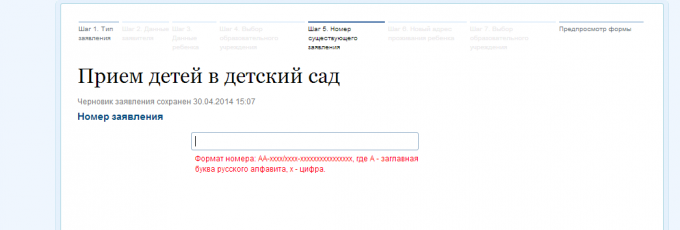 Шаг 1. Тип заявления
Шаг 2. Данные заявителя
Шаг 3. Данные ребенка
Шаг 4. Выбор образовательного учреждения
Шаг 5. Номер существующего заявления
Шаг 6. Новый адрес проживания ребенка
Шаг 7. Выбор образовательного учреждения
Предпросмотр формы
Прием детей в детский сад
Черновик заявления сохранен 30.04.2014 15:07
Номер заявления
Формат номера: АА-xxxx/xxxx-xxxxxxxxxxxxxxxx, где А - заглавная
буква русского алфавита, x - цифра.